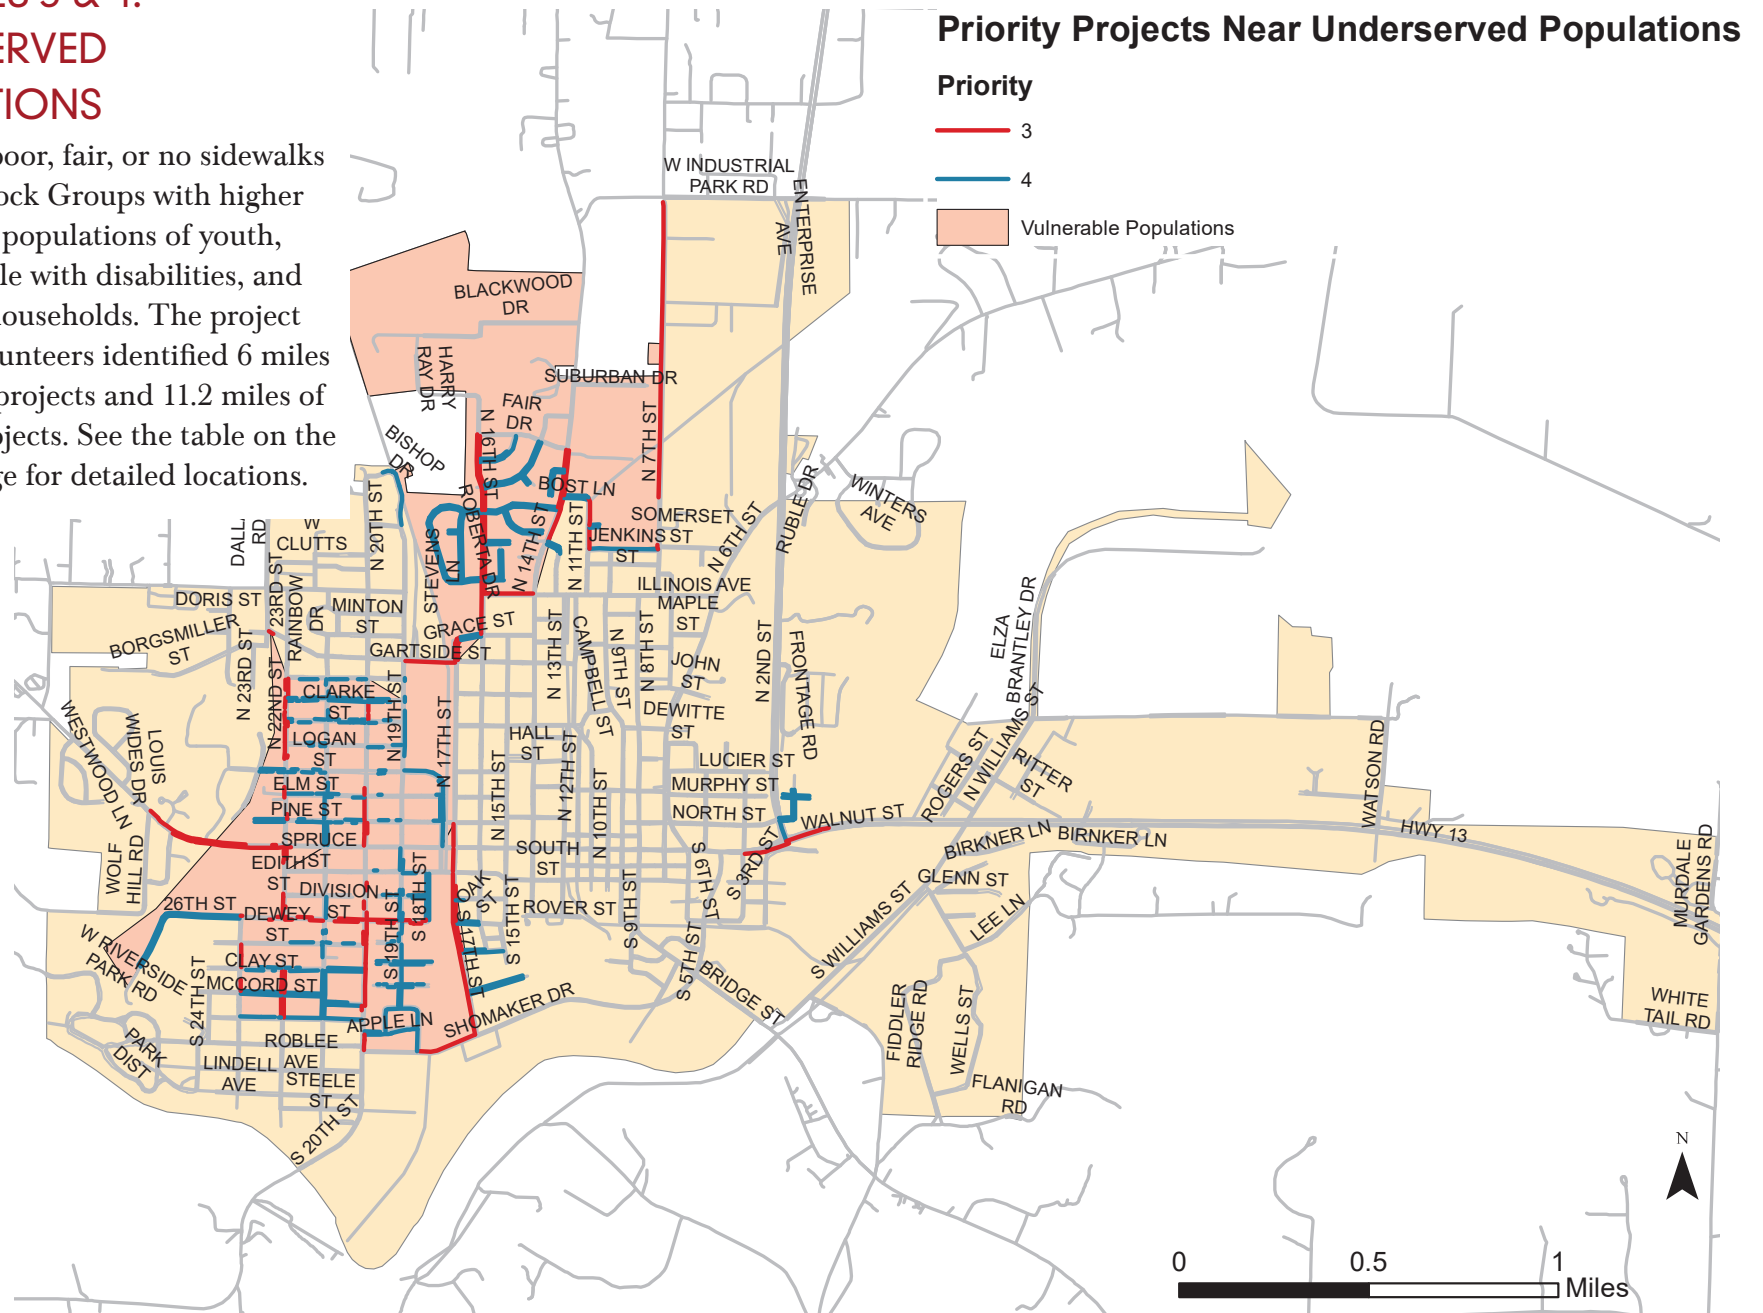 ERVED
TIONS
poor, fair, or no sidewalks
ock Groups with higher
populations of youth,
le with disabilities, and
households. The project
unteers identified 6 miles
projects and 11.2 miles of
ojects. See the table on the
ge for detailed locations.
Priority Projects Near Underserved Populations
Priority
3
4
Vulnerable Populations
W INDUSTRIAL
PARK RD
ENTERPRISE
AVE
BLACKWOOD
DR
HARRY
RAY DR
SUBURBAN DR
FAIR
DR
N 16TH ST
N 7TH ST
BISHOP
DR
BOST LN
ROBERTA DR
N 20TH ST
W
CLUTTS
RD
SOMERSET
JENKINS ST
ST
N 14TH ST
N 11TH ST
N 6TH ST
RUBLE DR
WINTERS
AVE
STEVENS
LN
23RD ST
RAINBOW
DR
DORIS ST
MINTON
ST
ILLINOIS AVE
MAPLE
ST
BORGSMILLER
ST
GRACE ST
GARTSIDE ST
N 23RD ST
N 22ND ST
N 13TH ST
CAMPBELL ST
N 9TH ST
N 8TH ST
JOHN
ST
N 2ND ST
FRONTAGE RD
ELZA
BRANTLEY DR
WESTWOOD LN
LOUIS
WIDES DR
CLARKE
ST
LOGAN
ST
N 19TH ST
N 17TH ST
HALL
ST
N 12TH ST
DEWITTE
ST
LUCIER ST
MURPHY ST
NORTH ST
ELM ST
PINE ST
SPRUCE
N 15TH ST
N 10TH ST
WALNUT ST
ROGERS ST
N WILLIAMS ST
RITTER
ST
WATSON RD
HWY 13
BIRKNER LN
BIRNKER LN
WOLF
HILL RD
EDITH ST
ST
DIVISION
ST
SOUTH
ST
S 6TH ST
S 3RD ST
GLENN ST
LEE LN
26TH ST
DEWEY
ST
S 18TH ST
OAK
ST
ROVER ST
S 9TH ST
S 15TH ST
S 17TH ST
S 19TH ST
W RIVERSIDE
PARK RD
CLAY ST
MCCORD ST
S 24TH ST
S 5TH ST
BRIDGE ST
S WILLIAMS ST
MURDALE
GARDENS RD
WHITE
TAIL RD
APPLE LN
SHOMAKER DR
FIDDLER
RIDGE RD
WELLS ST
PARK
DIST
ROBLEE
AVE
LINDELL
AVE
STEELE
ST
S 20TH ST
FLANIGAN
RD
N
0 0.5 1
Miles